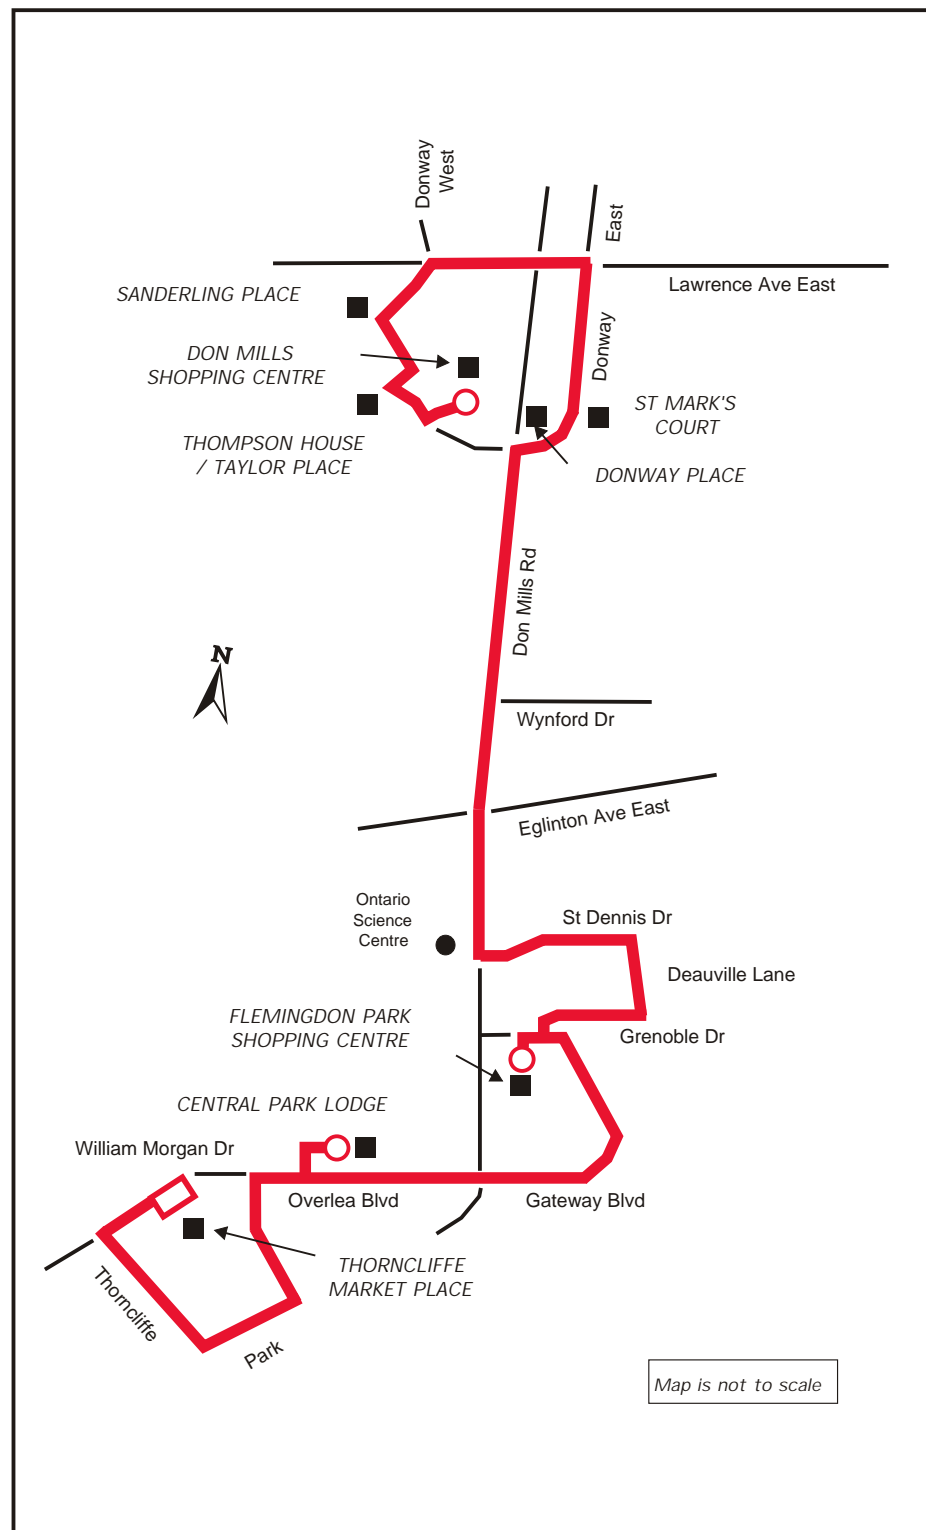 Donway
West
East
Lawrence Ave East
SANDERLING PLACE
Donway
DON MILLS
SHOPPING CENTRE
ST MARK'S
COURT
THOMPSON HOUSE
/ TAYLOR PLACE
DONWAY PLACE
Don Mills Rd
N
Wynford Dr
Eglinton Ave East
Ontario
Science
Centre
St Dennis Dr
Deauville Lane
FLEMINGDON PARK
SHOPPING CENTRE
Grenoble Dr
CENTRAL PARK LODGE
William Morgan Dr
Overlea Blvd
Gateway Blvd
THORNCLIFFE
MARKET PLACE
Thorncliffe
Park
Map is not to scale